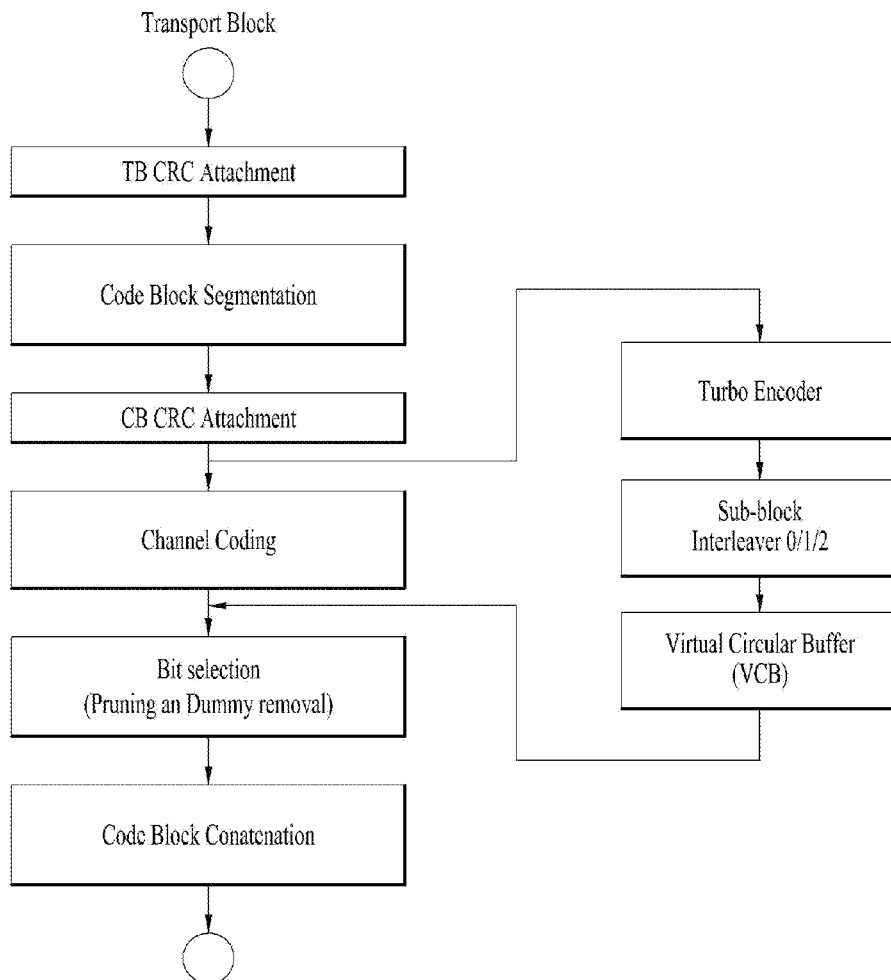 Transport Block
TB CRC Attachment
Code Block Segmentation
CB CRC Attachment
Channel Coding
Bit selection
(Pruning an Dummy removal)
Code Block Conatenation
Turbo Encoder
Sub-block
Interleaver 0/1/2
Virtual Circular Buffer
(VCB)